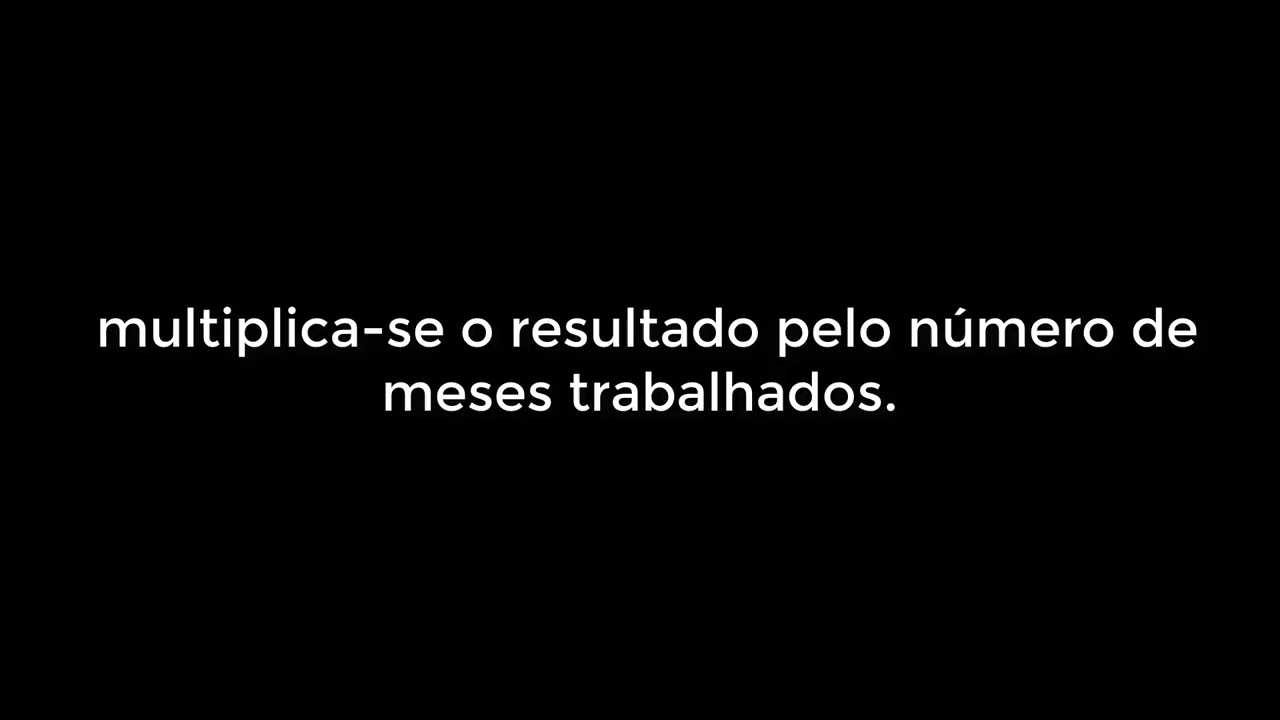 multiplica-se o resultado pelo número de
meses trabalhados.